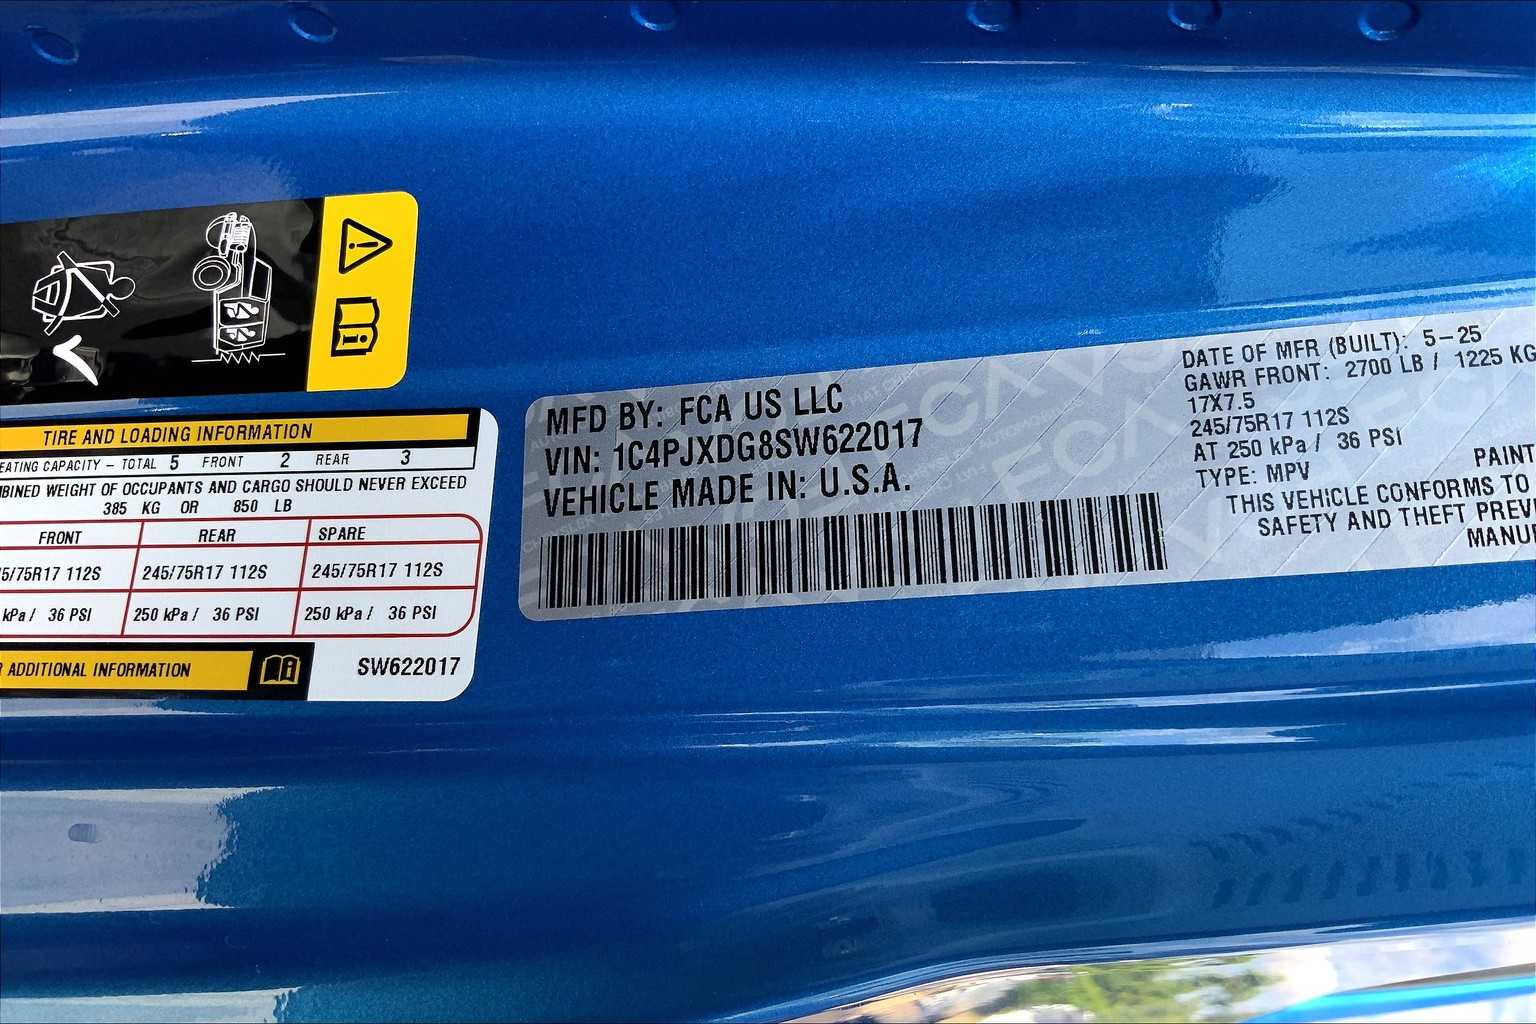 TIRE AND LOADING INFORMATION
CAPACITY – TOTAL 5 FRONT 2 REAR 3
WEIGHT OF OCCUPANTS AND CARGO SHOULD NEVER EXCEED
385 KG OR 850 LB
FRONT REAR SPARE
5/75R17 112S 245/75R17 112S 245/75R17 112S
kPa / 36 PSI 250 kPa / 36 PSI 250 kPa / 36 PSI
ADDITIONAL INFORMATION
SW622017
MFD BY: FCA US LLC
VIN: 1C4PJXDG8SW622017
VEHICLE MADE IN: U.S.A.
DATE OF MFR (BUILT): 5-25
GAWR FRONT: 2700 LB / 1225 KG
17X7.5
245/75R17 112S
AT 250 kPa / 36 PSI
TYPE: MPV
PAINT
THIS VEHICLE CONFORMS TO
SAFETY AND THEFT PREV
MANU